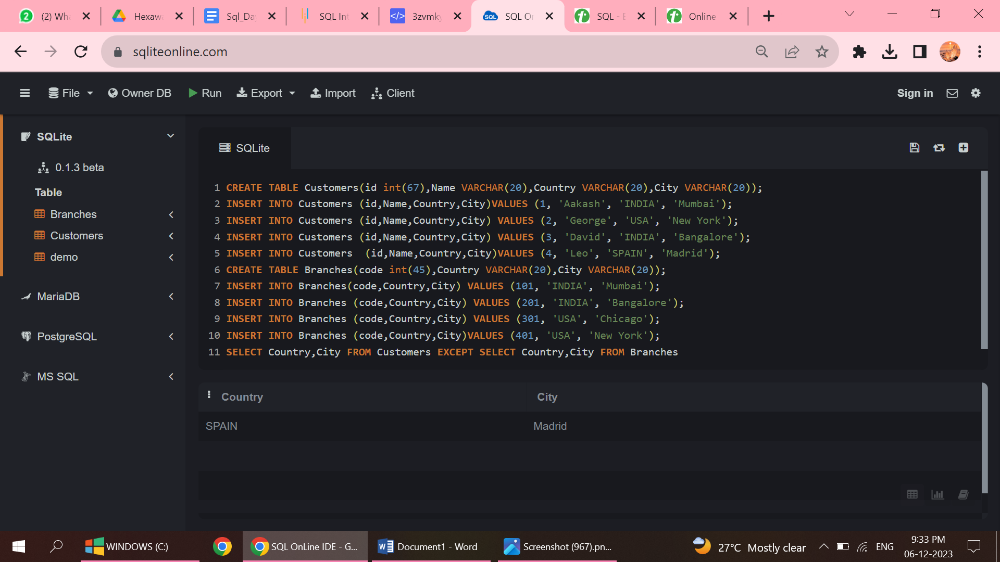 (2) Wh
Hexaw
Sql_Da
SQL Int
3zvmky
SQL O
SQL - E
Online
sqliteonline.com
File
Owner DB
Run
Export
Import
Client
Sign in
SQLite
0.1.3 beta
Table
Branches
Customers
demo
MariaDB
PostgreSQL
MS SQL
SQLite
1 CREATE TABLE Customers(id int(67),Name VARCHAR(20),Country VARCHAR(20),City VARCHAR(20));
2 INSERT INTO Customers (id,Name,Country,City)VALUES (1, 'Aakash', 'INDIA', 'Mumbai');
3 INSERT INTO Customers (id,Name,Country,City) VALUES (2, 'George', 'USA', 'New York');
4 INSERT INTO Customers (id,Name,Country,City) VALUES (3, 'David', 'INDIA', 'Bangalore');
5 INSERT INTO Customers  (id,Name,Country,City)VALUES (4, 'Leo', 'SPAIN', 'Madrid');
6 CREATE TABLE Branches(code int(45),Country VARCHAR(20),City VARCHAR(20));
7 INSERT INTO Branches(code,Country,City) VALUES (101, 'INDIA', 'Mumbai');
8 INSERT INTO Branches (code,Country,City) VALUES (201, 'INDIA', 'Bangalore');
9 INSERT INTO Branches (code,Country,City) VALUES (301, 'USA', 'Chicago');
10 INSERT INTO Branches (code,Country,City)VALUES (401, 'USA', 'New York');
11 SELECT Country,City FROM Customers EXCEPT SELECT Country,City FROM Branches
Country City
SPAIN Madrid
WINDOWS (C:)
SQL OnLine IDE - G...
Document1 - Word
Screenshot (967).pn...
27°C Mostly clear
ENG
9:33 PM
06-12-2023